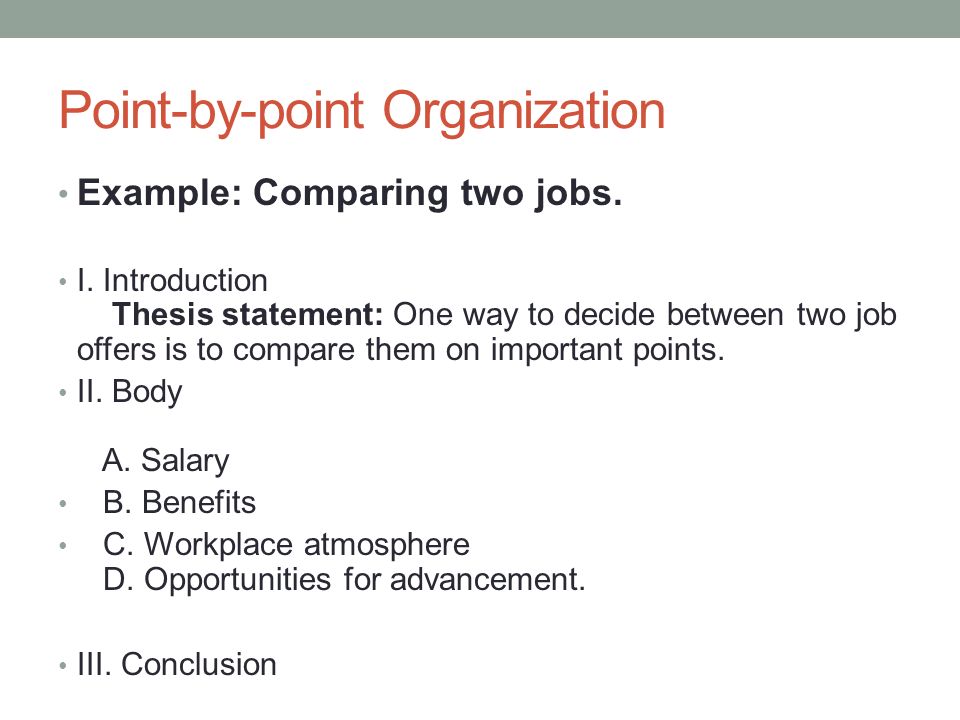 Point-by-point Organization
• Example: Comparing two jobs.
• I. Introduction
Thesis statement: One way to decide between two job
offers is to compare them on important points.
• II. Body
A. Salary
• B. Benefits
• C. Workplace atmosphere
D. Opportunities for advancement.
• III. Conclusion